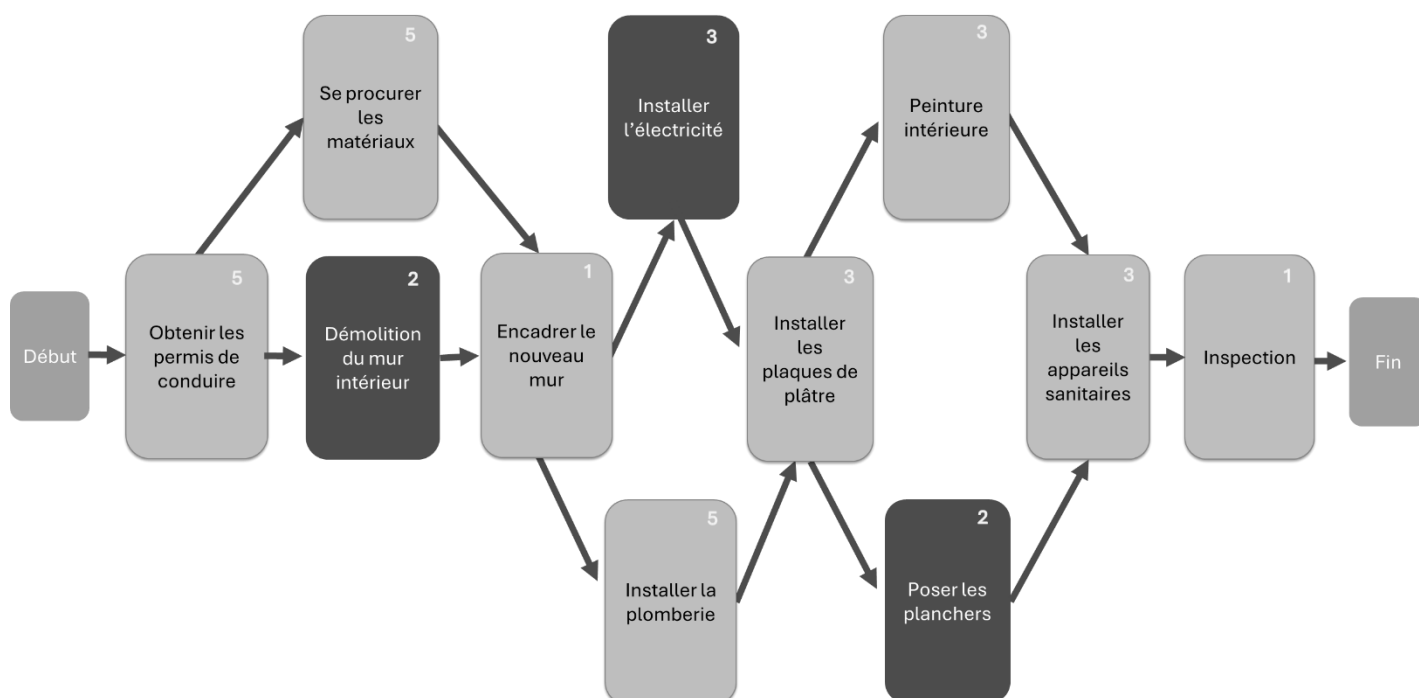 5
Se procurer
les
matériaux
3
Installer
l'électricité
3
Peinture
intérieure
Début
5
Obtenir les
permis de
conduire
2
Démolition
du mur
intérieur
1
Encadrer le
nouveau
mur
3
Installer
les
plaques de
plâtre
3
Installer
les
appareils
sanitaires
1
Inspection
Fin
5
Installer la
plomberie
2
Poser les
planchers